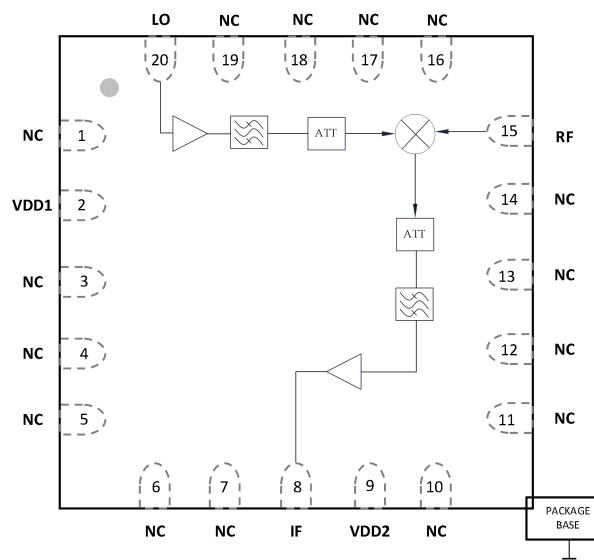 LO NC NC NC NC
20 19 18 17 16
NC 1
ATT
15 RF
VDD1 2
14 NC
ATT
NC 3
13 NC
NC 4
12 NC
NC 5
11 NC
6 7 8 9 10
NC NC IF VDD2 NC
PACKAGE
BASE